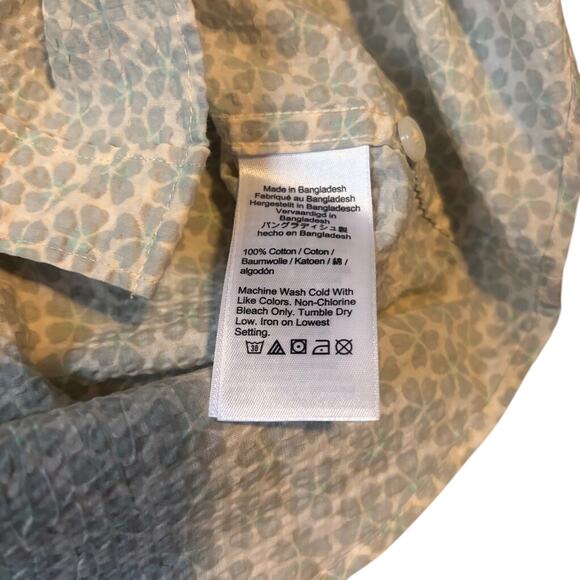 Made in Bangladesh
Fabriqué au Bangladesh
Hergestellt in Bangladesch
Vervaardigd in
Bangladesh
バングラディシュ製
hecho en Bangladesh
100% Cotton / Coton /
Baumwolle / Katoen / 綿 /
algodón
Machine Wash Cold With
Like Colors. Non-Chlorine
Bleach Only. Tumble Dry
Low. Iron on Lowest
Setting.
30